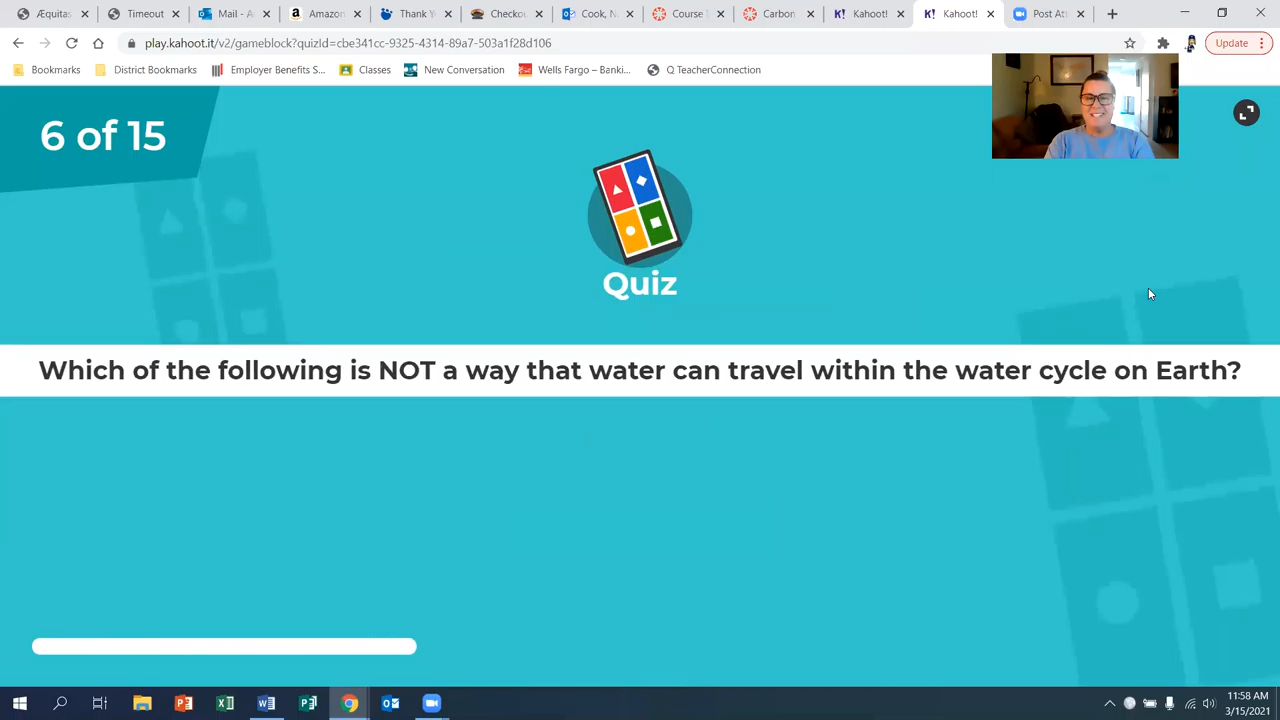 Æquitas
Timeout
Mail - A
Amazon
Thank Y
Checkou
Cook, N
Course
Carbon
Kahoot!
Kahoot!
Post Att
play.kahoot.it/v2/gameblock?quizId=cbe341cc-9325-4314-89a7-503a1f28d106
Update
Bookmarks
District Bookmarks
Employer Benefits S...
Classes
New Conversation
Wells Fargo – Banki...
Q TeacherConnection
6 of 15
Quiz
Which of the following is NOT a way that water can travel within the water cycle on Earth?
11:58 AM
3/15/2021